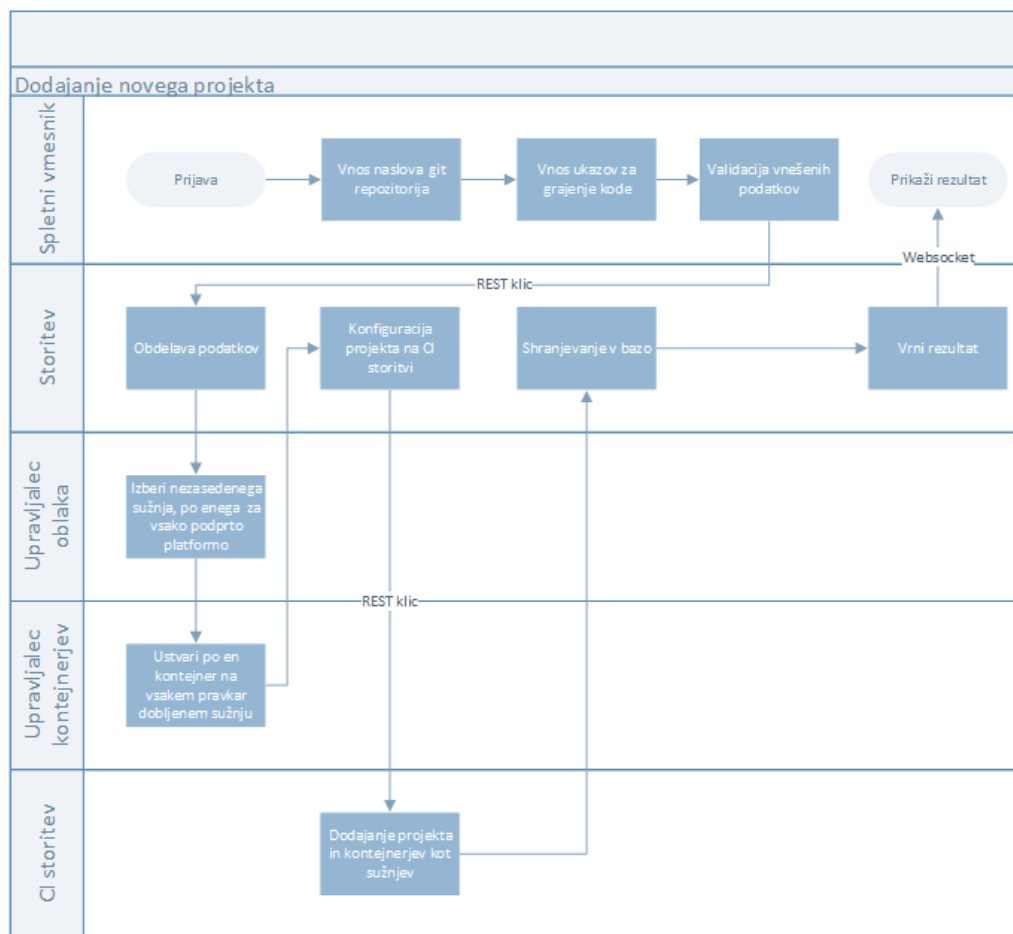 Dodajanje novega projekta
Spletni vmesnik
Prijava
Vnos naslova git
repozitorija
Vnos ukazov za
grajenje kode
Validacija vnešenih
podatkov
Prikaži rezultat
Websocket
REST klic
Storitev
Obdelava podatkov
Konfiguracija
projekta na CI
storitvi
Shranjevanje v bazo
Vrni rezultat
Upravljalec
oblaka
Izberi nezasedenega
sužnja, po enega za
vsako podprto
platformo
REST klic
Upravljalec
kontejnerjev
Ustvari po en
kontejner na
vsakem pravkar
dobljenem sužnju
CI storitev
Dodajanje projekta
in kontejnerjev kot
sužnjev